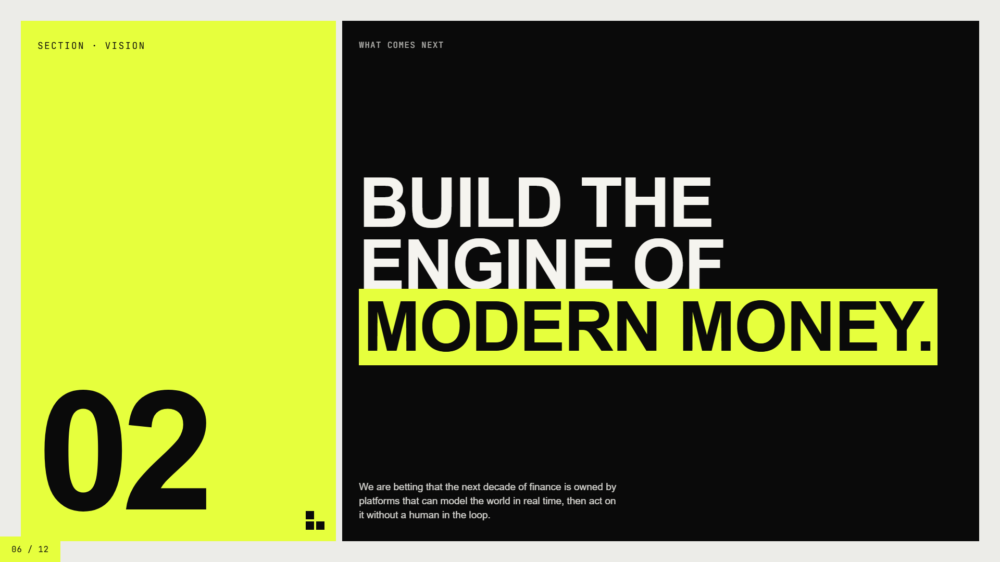 SECTION · VISION
02
06 / 12
WHAT COMES NEXT
BUILD THE
ENGINE OF
MODERN MONEY.
We are betting that the next decade of finance is owned by
platforms that can model the world in real time, then act on
it without a human in the loop.